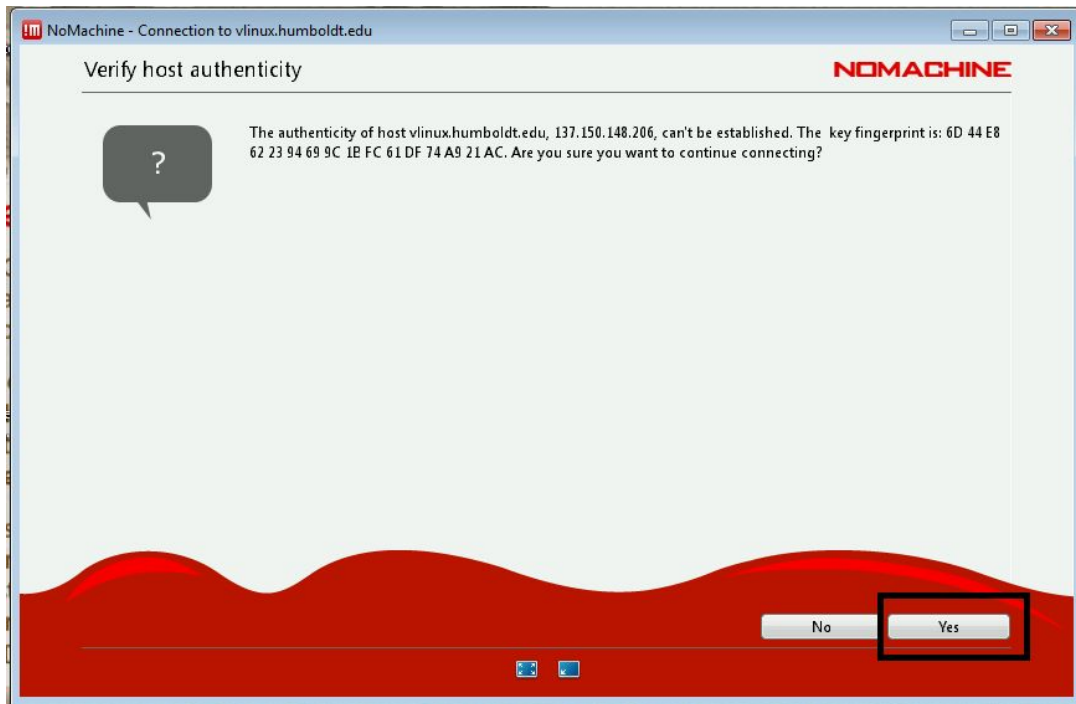 !M NoMachine - Connection to vlinux.humboldt.edu
Verify host authenticity
NOMACHINE
?
The authenticity of host vlinux.humboldt.edu, 137.150.148.206, can't be established. The key fingerprint is: 6D 44 E8
62 23 94 69 9C 1B FC 61 DF 74 A9 21 AC. Are you sure you want to continue connecting?
No
Yes